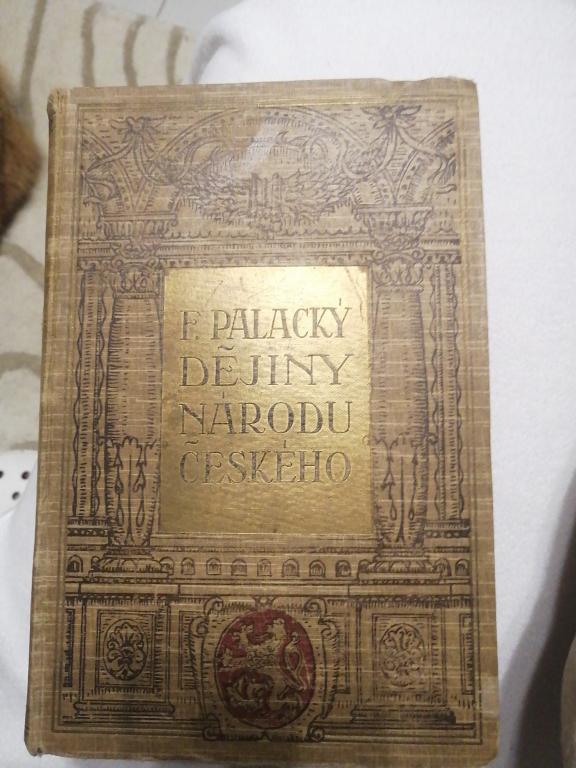 F. PALACKÝ
DĚJINY
NÁRODU
ČESKÉHO